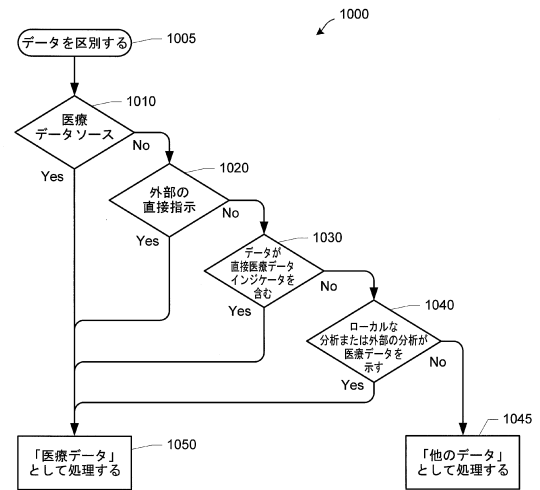 1000
データを区別する
1005
医療
データソース
1010
No
Yes
外部の
直接指示
1020
No
Yes
データが
直接医療データ
インジケータを
含む
1030
No
Yes
ローカルな
分析または外部の分析が
医療データを
示す
1040
No
Yes
「医療データ」
として処理する
1050
「他のデータ」
として処理する
1045